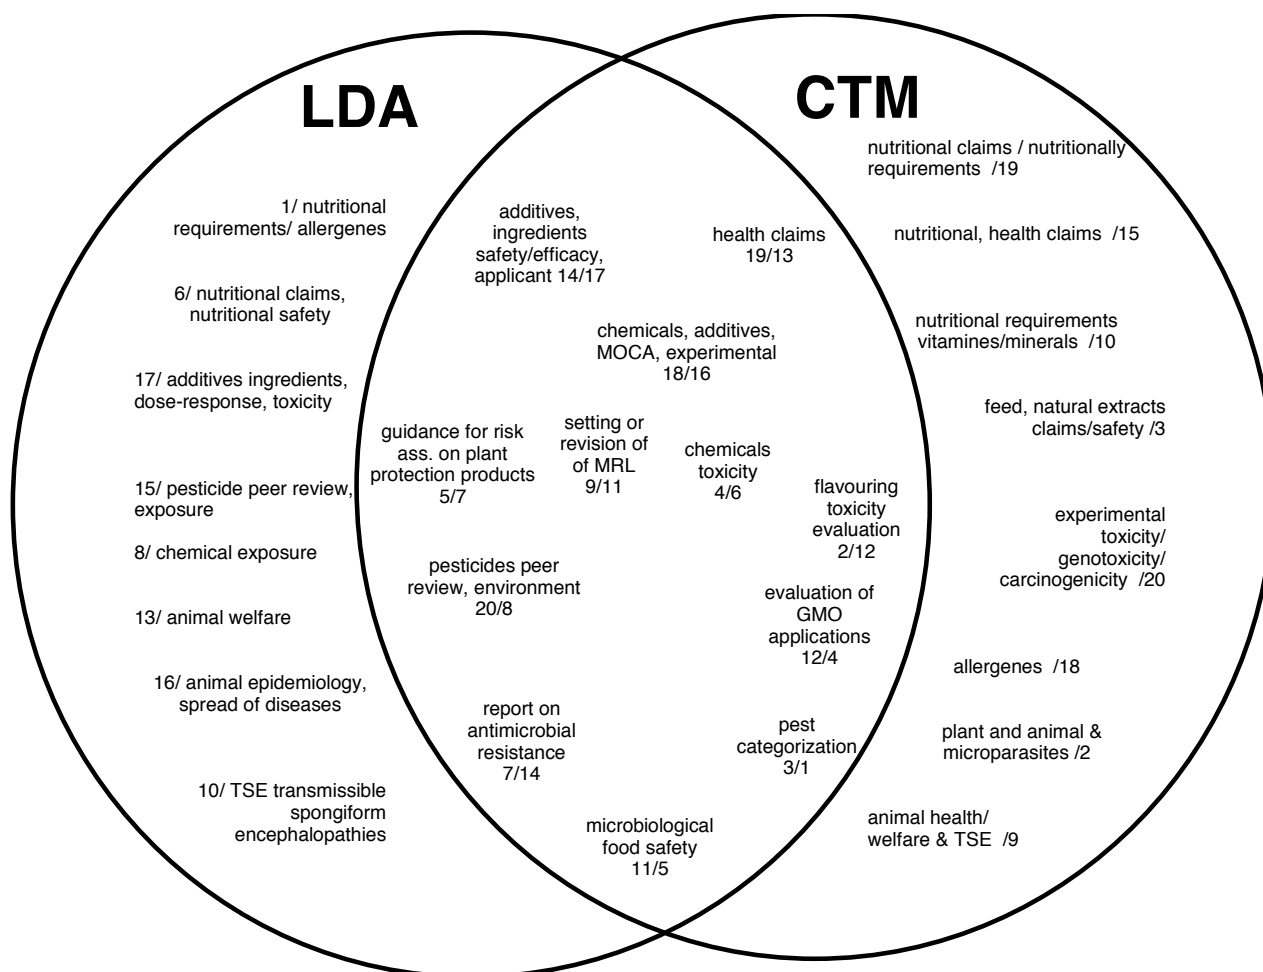 LDA
1/ nutritional
requirements/ allergenes
6/ nutritional claims,
nutritional safety
17/ additives ingredients,
dose-response, toxicity
15/ pesticide peer review,
exposure
8/ chemical exposure
13/ animal welfare
16/ animal epidemiology,
spread of diseases
10/ TSE transmissible
spongiform
encephalopathies
additives,
ingredients
safety/efficacy,
applicant 14/17
health claims
19/13
chemicals, additives,
MOCA, experimental
18/16
guidance for risk
ass. on plant
protection products
5/7
setting or
revision of
of MRL
9/11
chemicals
toxicity
4/6
flavouring
toxicity
evaluation
2/12
pesticides peer
review, environment
20/8
evaluation of
GMO
applications
12/4
report on
antimicrobial
resistance
7/14
pest
categorization
3/1
microbiological
food safety
11/5
CTM
nutritional claims / nutritionally
requirements /19
nutritional, health claims /15
nutritional requirements
vitamines/minerals /10
feed, natural extracts
claims/safety /3
experimental
toxicity/
genotoxicity/
carcinogenicity /20
allergenes /18
plant and animal &
microparasites /2
animal health/
welfare & TSE /9